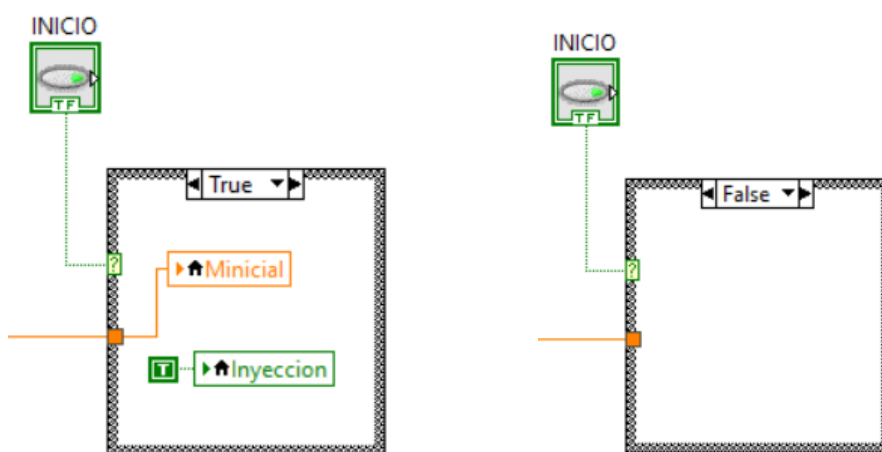 INICIO
TF
True
?
Minicial
T
Inyeccion
INICIO
TF
False
?